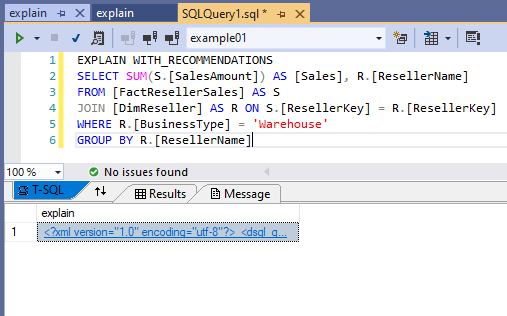 explain
explain
SQLQuery1.sql *
example01
1 EXPLAIN WITH_RECOMMENDATIONS
2 SELECT SUM(S.[SalesAmount]) AS [Sales], R.[ResellerName]
3 FROM [FactResellerSales] AS S
4 JOIN [DimReseller] AS R ON S.[ResellerKey] = R.[ResellerKey]
5 WHERE R.[BusinessType] = 'Warehouse'
6 GROUP BY R.[ResellerName]
100 %
No issues found
T-SQL
Results
Message
explain
1 <?xml version="1.0" encoding="utf-8"?> <dsql_q...